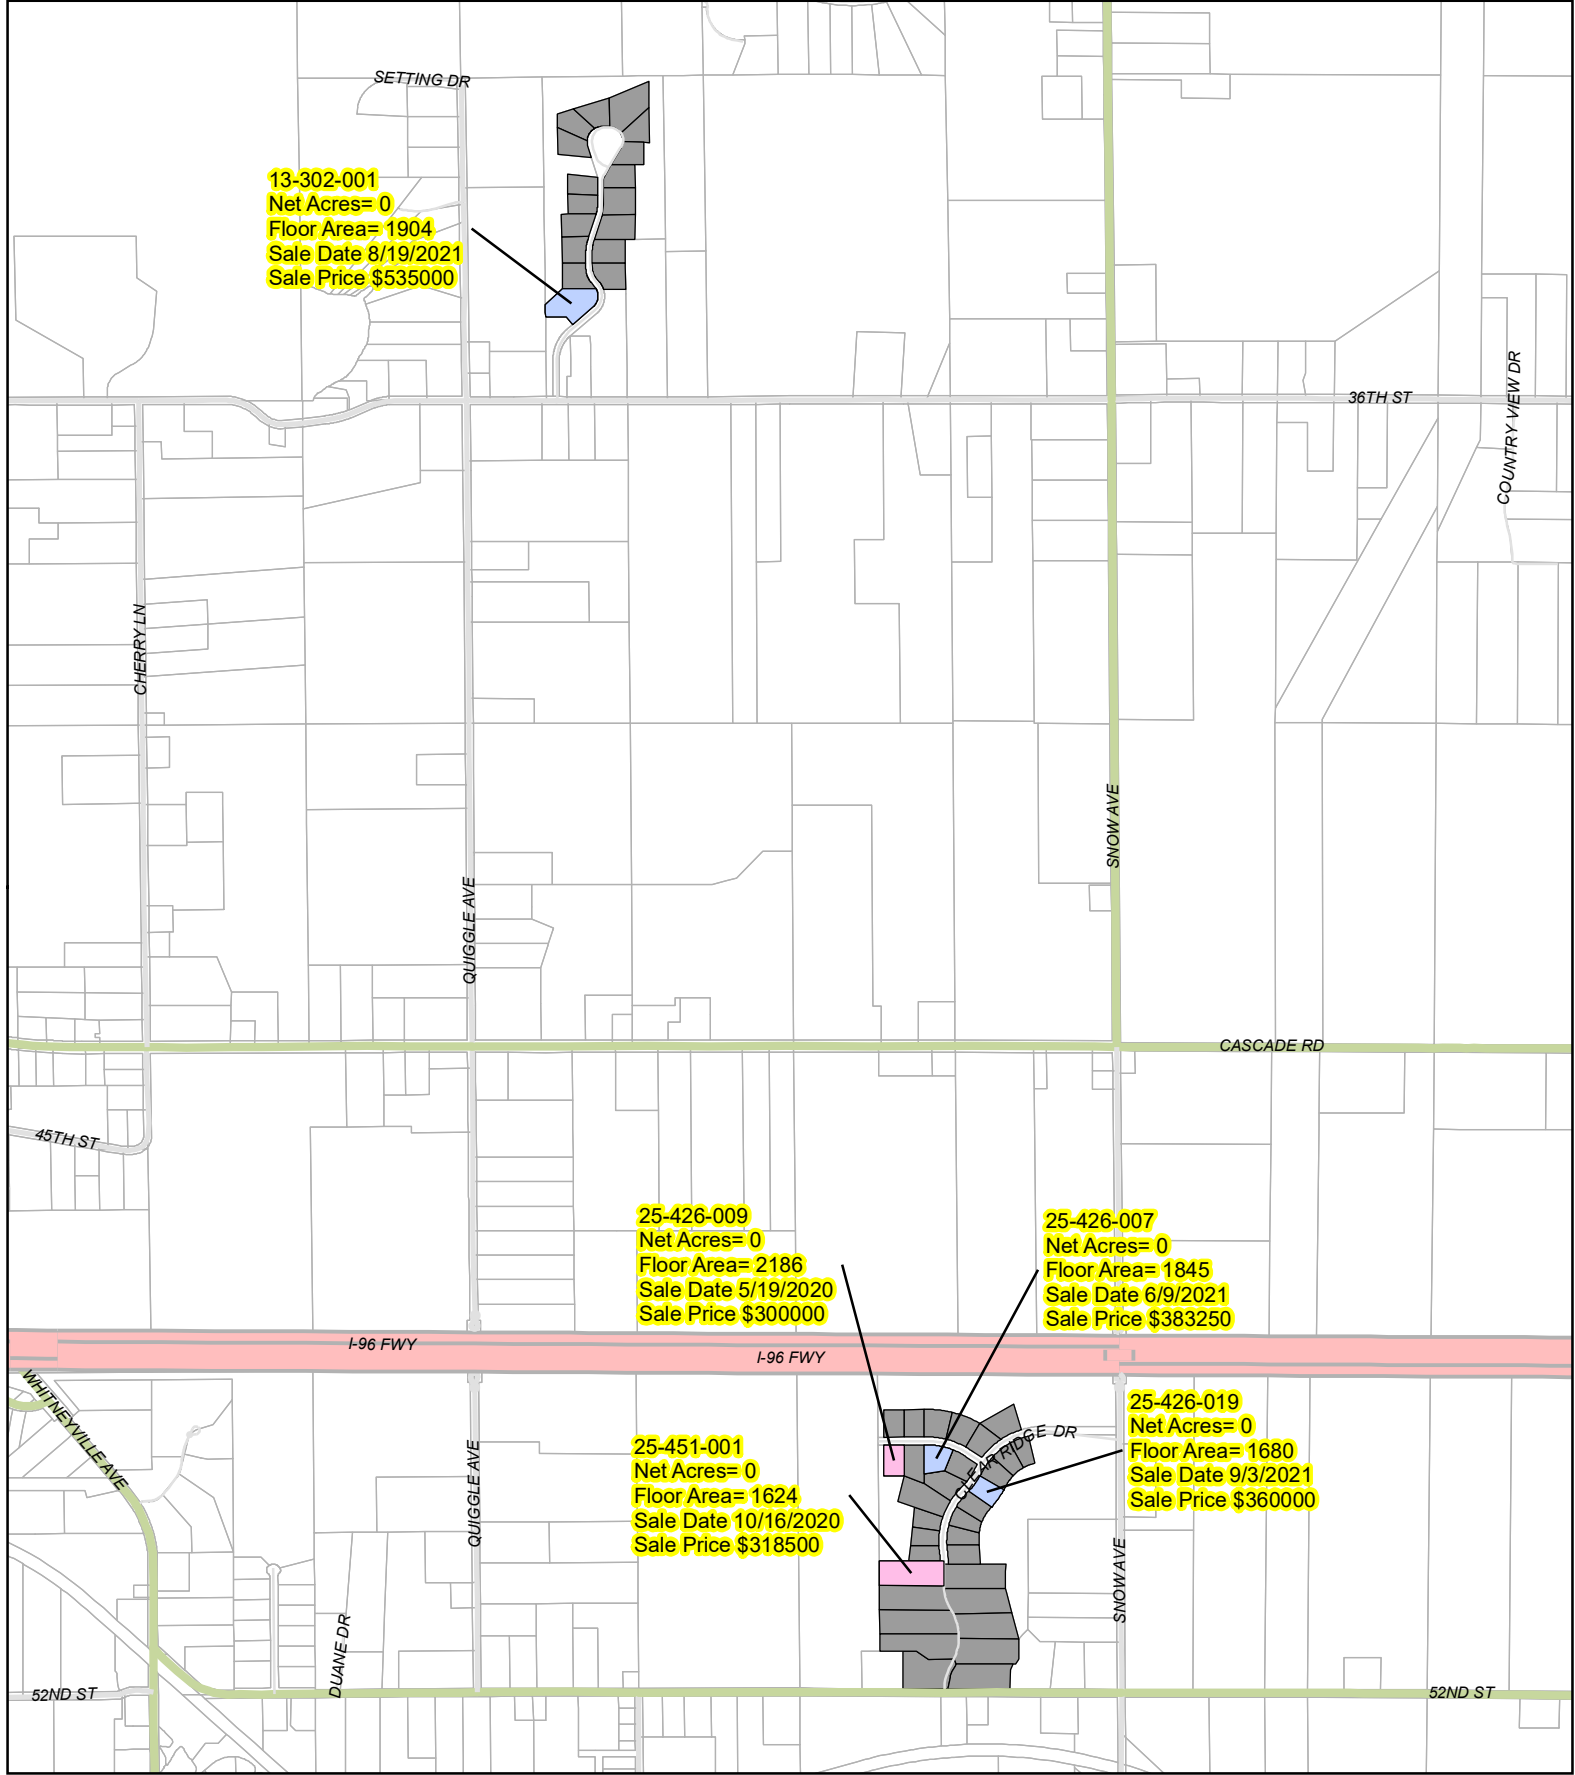 SETTING DR
13-302-001
Net Acres= 0
Floor Area= 1904
Sale Date 8/19/2021
Sale Price $535000
36TH ST
COUNTRY VIEW DR
CHERRY LN
SNOW AVE
QUIGGLE AVE
CASCADE RD
45TH ST
25-426-009
Net Acres= 0
Floor Area= 2186
Sale Date 5/19/2020
Sale Price $300000
25-426-007
Net Acres= 0
Floor Area= 1845
Sale Date 6/9/2021
Sale Price $383250
I-96 FWY
I-96 FWY
WHITNEYVILLE AVE
25-426-019
Net Acres= 0
Floor Area= 1680
Sale Date 9/3/2021
Sale Price $360000
CLEAR RIDGE DR
25-451-001
Net Acres= 0
Floor Area= 1624
Sale Date 10/16/2020
Sale Price $318500
QUIGGLE AVE
SNOW AVE
DUANE DR
52ND ST
52ND ST